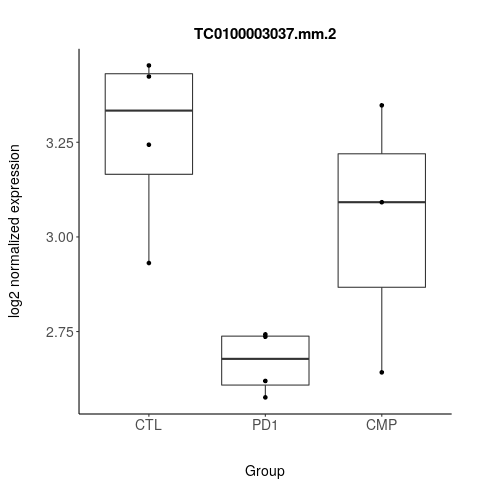 TC0100003037.mm.2
log2 normalized expression
3.25
3.00
2.75
CTL PD1 CMP
Group